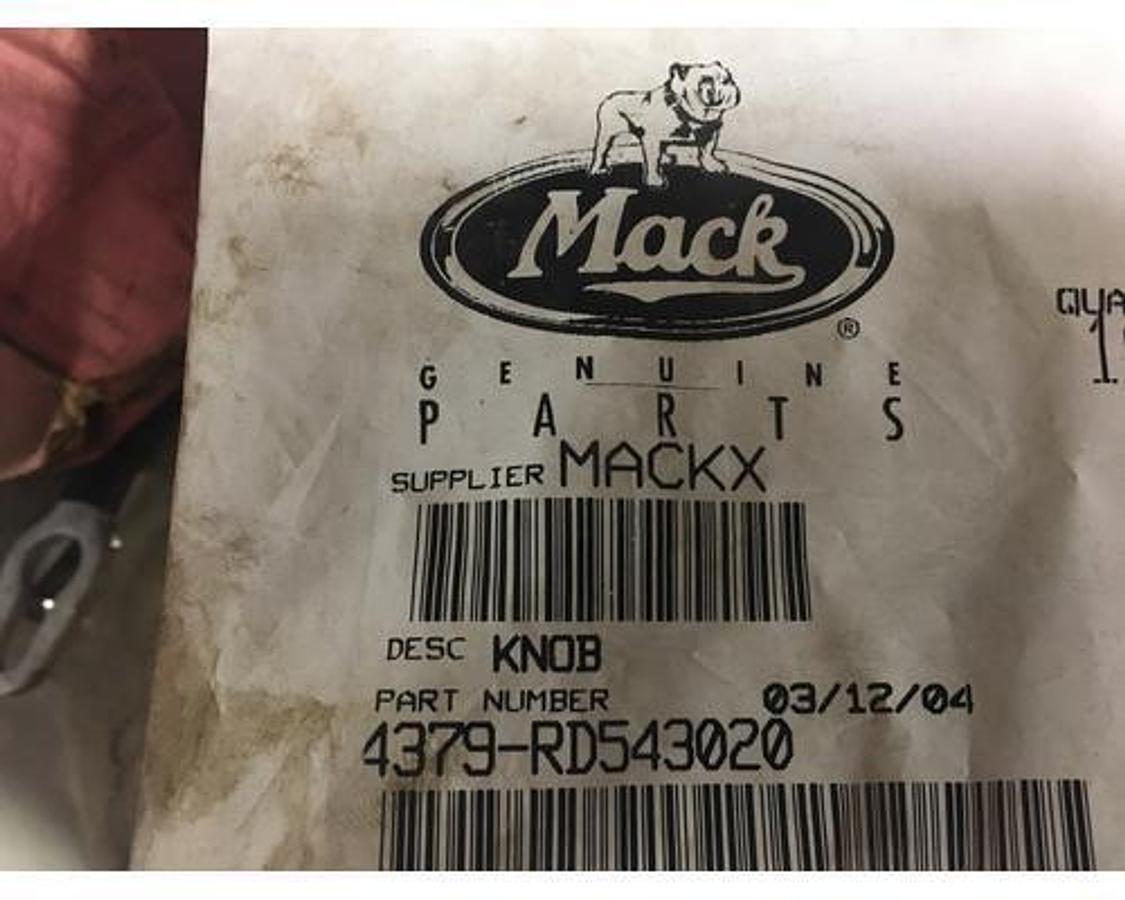 Mack
®
GENUINE
PARTS
SUPPLIER MACKX
DESC KNOB
PART NUMBER 03/12/04
4379-RD543020